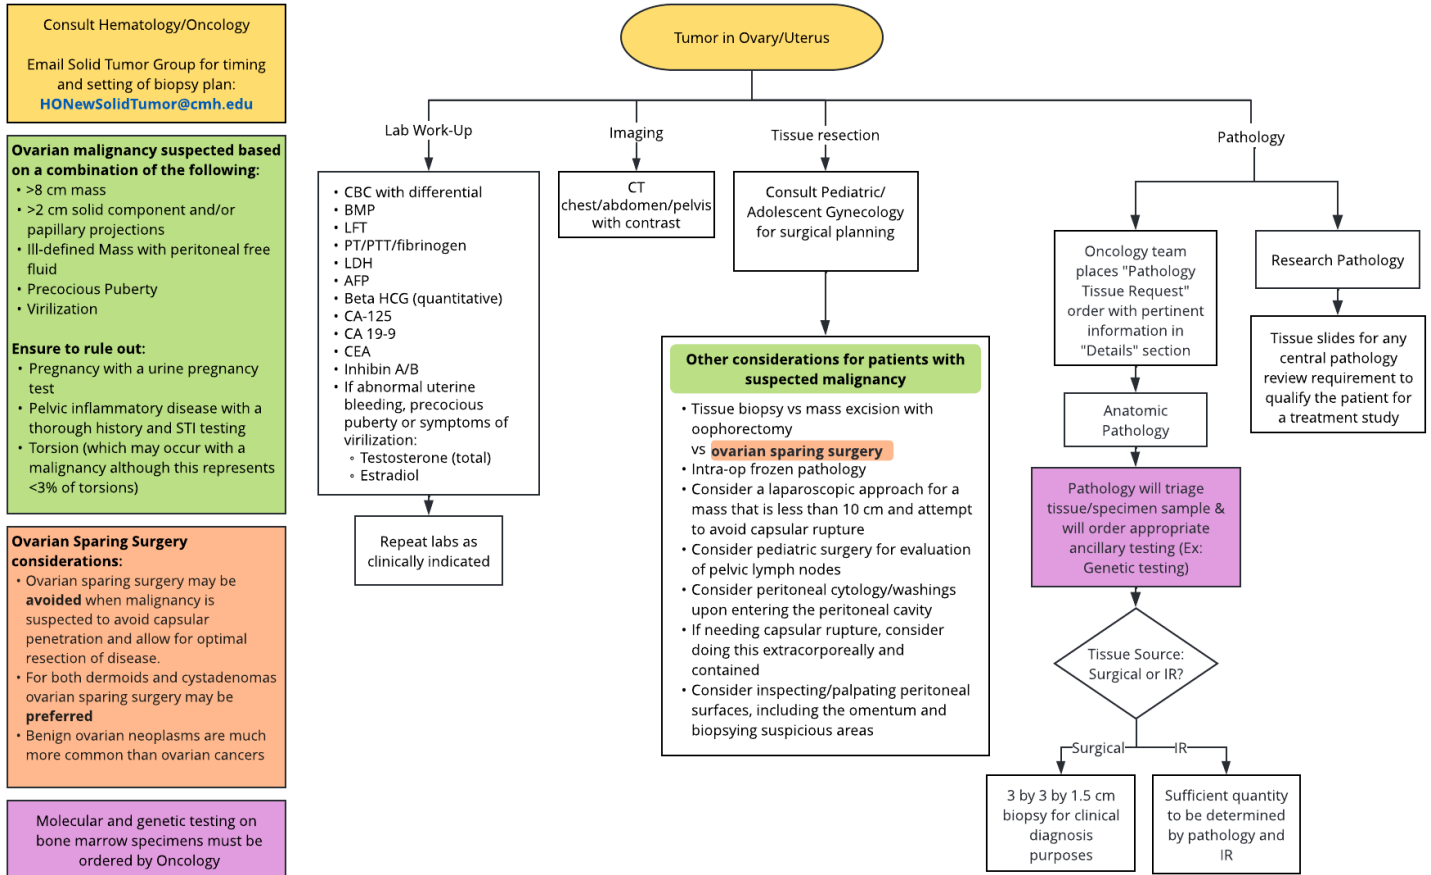 Consult Hematology/Oncology
Email Solid Tumor Group for timing
and setting of biopsy plan:
HONewSolidTumor@cmh.edu
Ovarian malignancy suspected based
on a combination of the following:
• >8 cm mass
• >2 cm solid component and/or
papillary projections
• Ill-defined Mass with peritoneal free
fluid
• Precocious Puberty
• Virilization
Ensure to rule out:
• Pregnancy with a urine pregnancy
test
• Pelvic inflammatory disease with a
thorough history and STI testing
• Torsion (which may occur with a
malignancy although this represents
<3% of torsions)
Ovarian Sparing Surgery
considerations:
• Ovarian sparing surgery may be
avoided when malignancy is
suspected to avoid capsular
penetration and allow for optimal
resection of disease.
• For both dermoids and cystadenomas
ovarian sparing surgery may be
preferred
• Benign ovarian neoplasms are much
more common than ovarian cancers
Molecular and genetic testing on
bone marrow specimens must be
ordered by Oncology
Tumor in Ovary/Uterus
Lab Work-Up
• CBC with differential
• BMP
• LFT
• PT/PTT/fibrinogen
• LDH
• AFP
• Beta HCG (quantitative)
• CA-125
• CA 19-9
• CEA
• Inhibin A/B
• If abnormal uterine
bleeding, precocious
puberty or symptoms of
virilization:
◦ Testosterone (total)
◦ Estradiol
Repeat labs as
clinically indicated
Imaging
CT
chest/abdomen/pelvis
with contrast
Tissue resection
Consult Pediatric/
Adolescent Gynecology
for surgical planning
Other considerations for patients with
suspected malignancy
• Tissue biopsy vs mass excision with
oophorectomy
vs ovarian sparing surgery
• Intra-op frozen pathology
• Consider a laparoscopic approach for a
mass that is less than 10 cm and attempt
to avoid capsular rupture
• Consider pediatric surgery for evaluation
of pelvic lymph nodes
• Consider peritoneal cytology/washings
upon entering the peritoneal cavity
• If needing capsular rupture, consider
doing this extracorporeally and
contained
• Consider inspecting/palpating peritoneal
surfaces, including the omentum and
biopsying suspicious areas
Pathology
Oncology team
places "Pathology
Tissue Request"
order with pertinent
information in
"Details" section
Anatomic
Pathology
Pathology will triage
tissue/specimen sample &
will order appropriate
ancillary testing (Ex:
Genetic testing)
Tissue Source:
Surgical or IR?
Surgical
IR
3 by 3 by 1.5 cm
biopsy for clinical
diagnosis
purposes
Sufficient quantity
to be determined
by pathology and
IR
Research Pathology
Tissue slides for any
central pathology
review requirement to
qualify the patient for
a treatment study